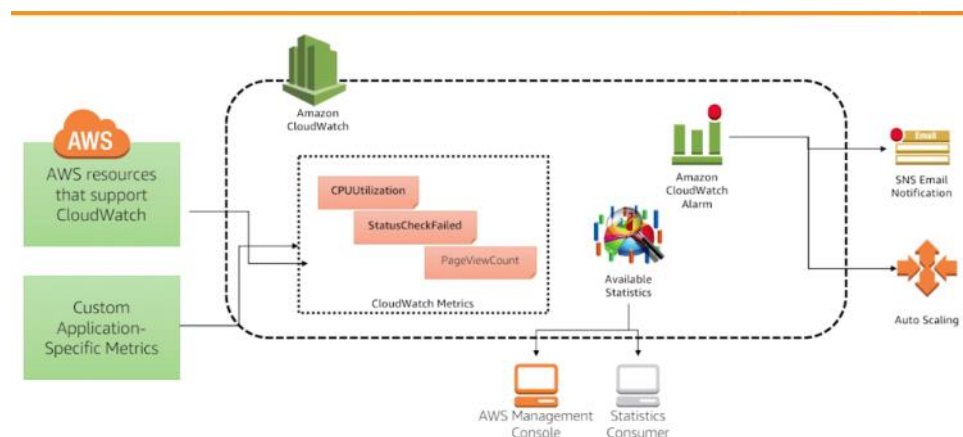 Amazon
CloudWatch
AWS
AWS resources
that support
CloudWatch
Custom
Application-
Specific Metrics
CPUUtilization
StatusCheckFailed
PageViewCount
CloudWatch Metrics
Amazon
CloudWatch
Alarm
Available
Statistics
Email
SNS Email
Notification
Auto Scaling
AWS Management
Console
Statistics
Consumer